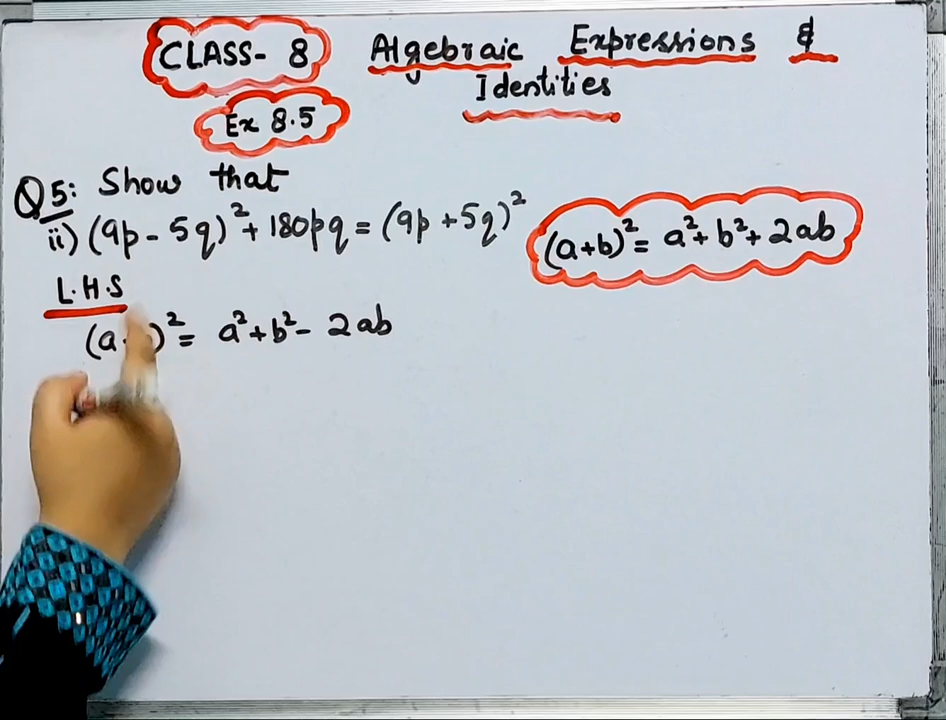 CLASS- 8 Algebraic Expressions &
Identities
Ex 8.5
Q5: Show that
ii) (9p - 5q)² + 180pq = (9p + 5q)²
(a+b)² = a² + b² + 2ab
L.H.S
(a )² = a² + b² - 2ab